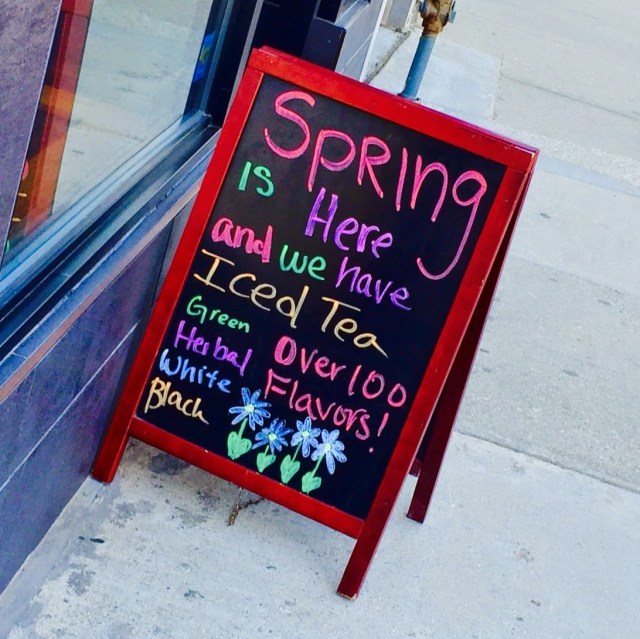 Spring
is Here
and we have
Iced Tea
Green
Herbal
White
Black
Over 100
Flavors!